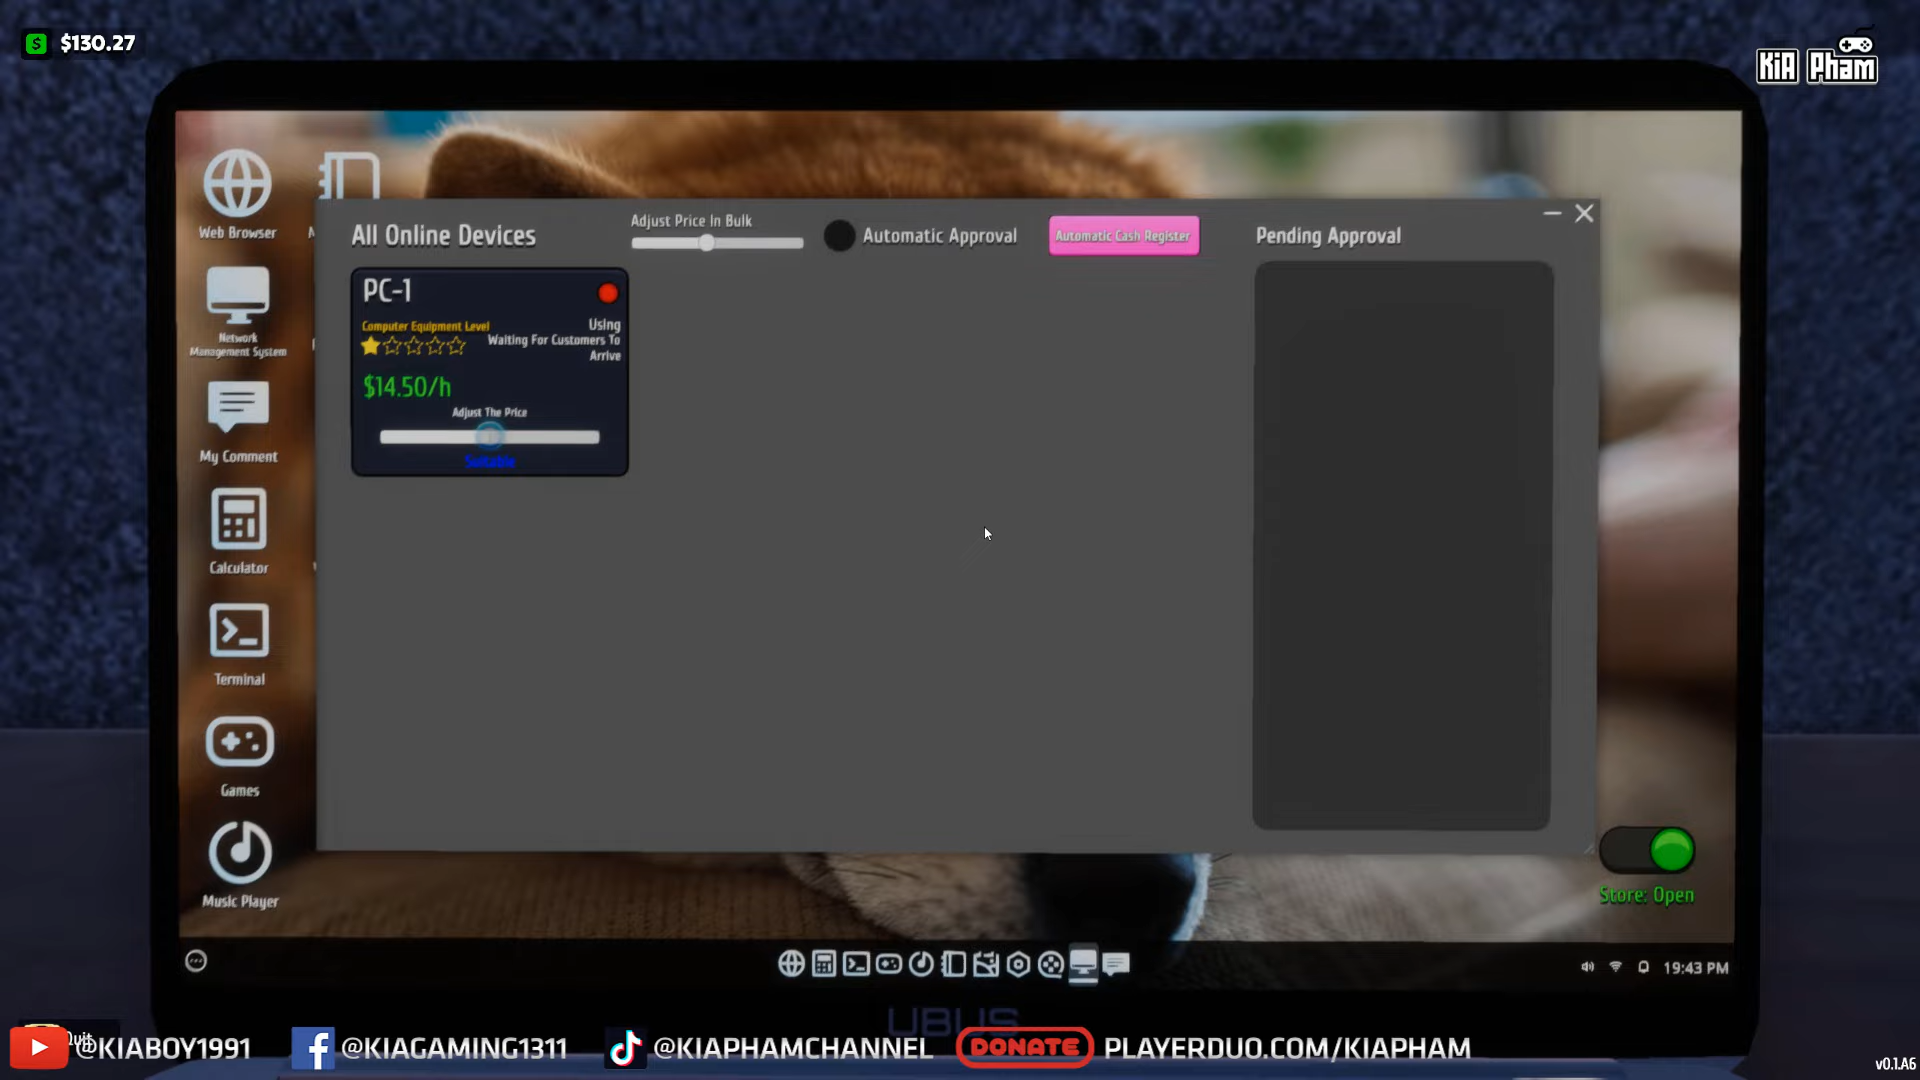 $130.27
KiA Pham
Web Browser
Network
Management System
My Comment
Calculator
Terminal
Games
Music Player
All Online Devices
Adjust Price In Bulk
Automatic Approval
Automatic Cash Register
Pending Approval
PC-1
Computer Equipment Level
Using
Waiting For Customers To
Arrive
$14.50/h
Adjust The Price
Suitable
Store: Open
19:43 PM
UBUS
Quit
@KIABOY1991
@KIAGAMING1311
@KIAPHAMCHANNEL
DONATE
PLAYERDUO.COM/KIAPHAM
v0.1.A6